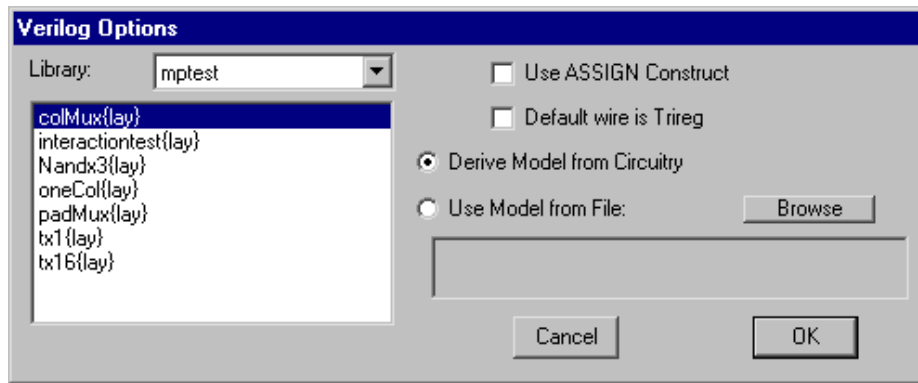 Verilog Options
Library: mptest
colMux{lay}
interactiontest{lay}
Nandx3{lay}
oneCol{lay}
padMux{lay}
tx1{lay}
tx16{lay}
Use ASSIGN Construct
Default wire is Trireg
Derive Model from Circuitry
Use Model from File: Browse
Cancel OK